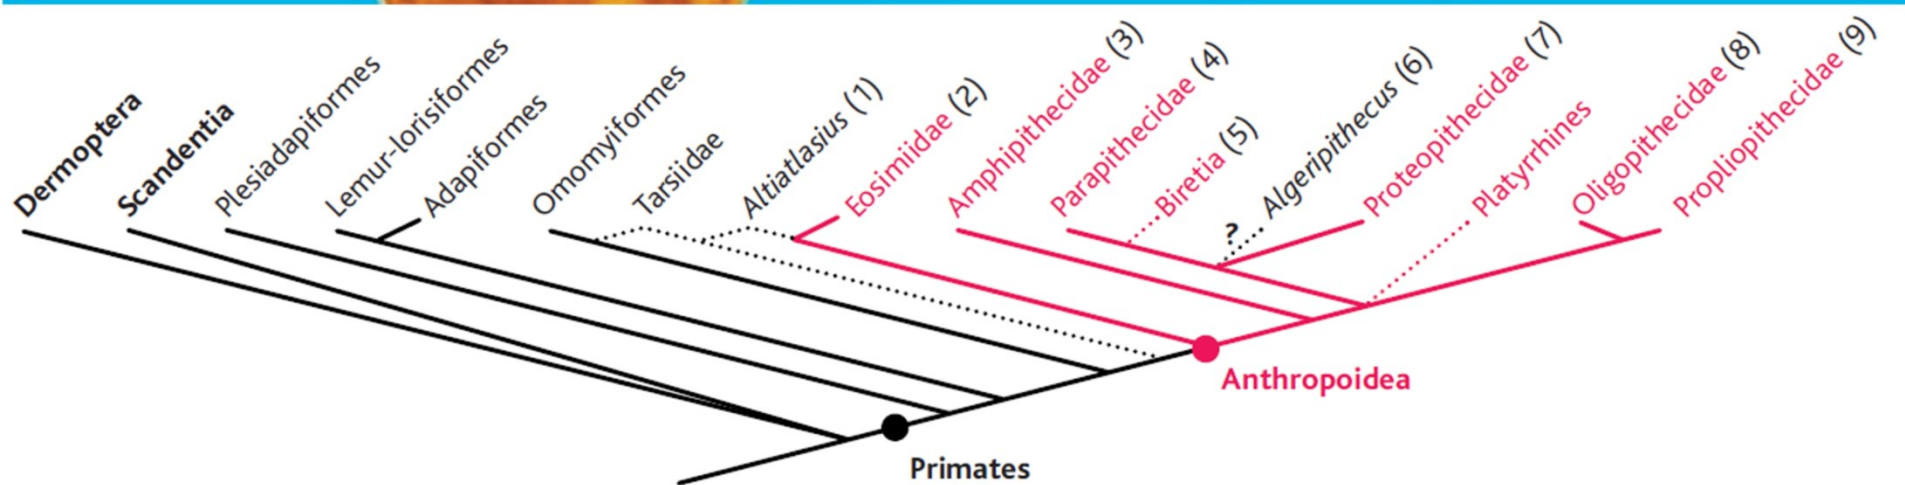 Dermoptera
Scandentia
Plesiadapiformes
Lemur-lorisiformes
Adapiformes
Omomyiformes
Tarsiidae
Altiatlasius (1)
Eosimiidae (2)
Amphipithecidae (3)
Parapithecidae (4)
Biretia (5)
?
Algeripithecus (6)
Proteopithecidae (7)
Platyrrhines
Oligopithecidae (8)
Propliopithecidae (9)
Anthropoidea
Primates